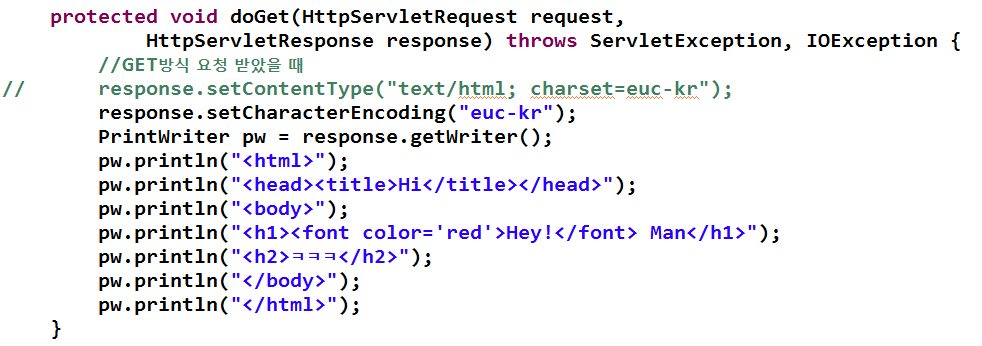 protected void doGet(HttpServletRequest request,
HttpServletResponse response) throws ServletException, IOException {
//GET방식 요청 받았을 때
// response.setContentType("text/html; charset=euc-kr");
response.setCharacterEncoding("euc-kr");
PrintWriter pw = response.getWriter();
pw.println("<html>");
pw.println("<head><title>Hi</title></head>");
pw.println("<body>");
pw.println("<h1><font color='red'>Hey!</font> Man</h1>");
pw.println("<h2>ㅋㅋㅋ</h2>");
pw.println("</body>");
pw.println("</html>");
}